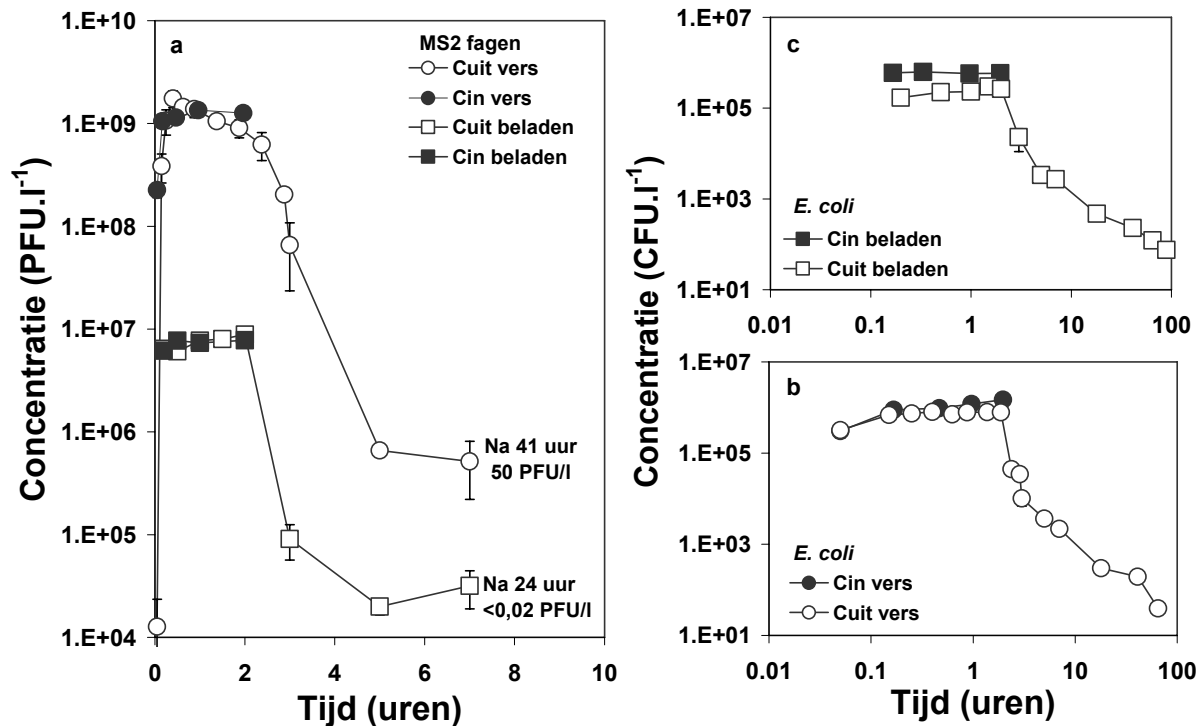 a
MS2 fagen
Cuit vers
Cin vers
Cuit beladen
Cin beladen
Concentratie (PFU.l-1)
1.E+10
1.E+09
1.E+08
1.E+07
1.E+06
1.E+05
1.E+04
Na 41 uur
50 PFU/l
Na 24 uur
<0,02 PFU/l
0 2 4 6 8 10
Tijd (uren)
c
Concentratie (CFU.l-1)
1.E+07
1.E+05
1.E+03
1.E+01
E. coli
Cin beladen
Cuit beladen
0.01 0.1 1 10 100
b
1.E+07
1.E+05
1.E+03
1.E+01
E. coli
Cin vers
Cuit vers
0.01 0.1 1 10 100
Tijd (uren)